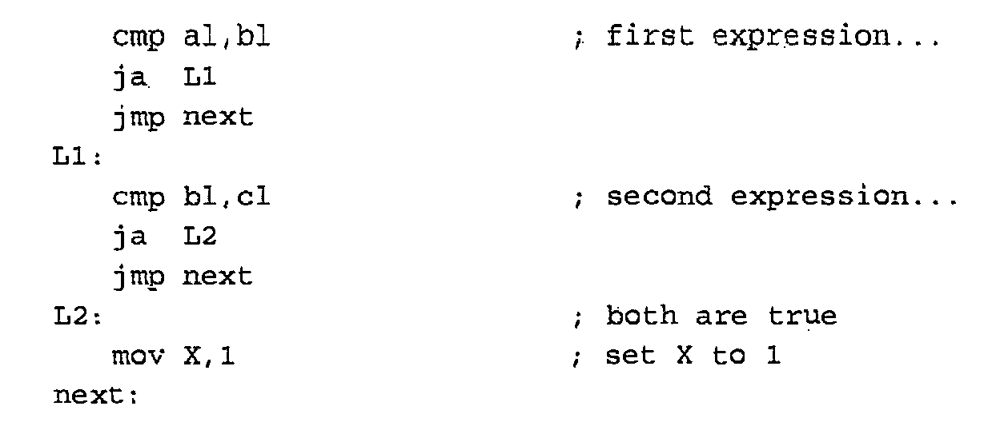 cmp al,bl ; first expression...
ja L1
jmp next
L1:
cmp bl,cl ; second expression...
ja L2
jmp next
L2: ; both are true
mov X,1 ; set X to 1
next: